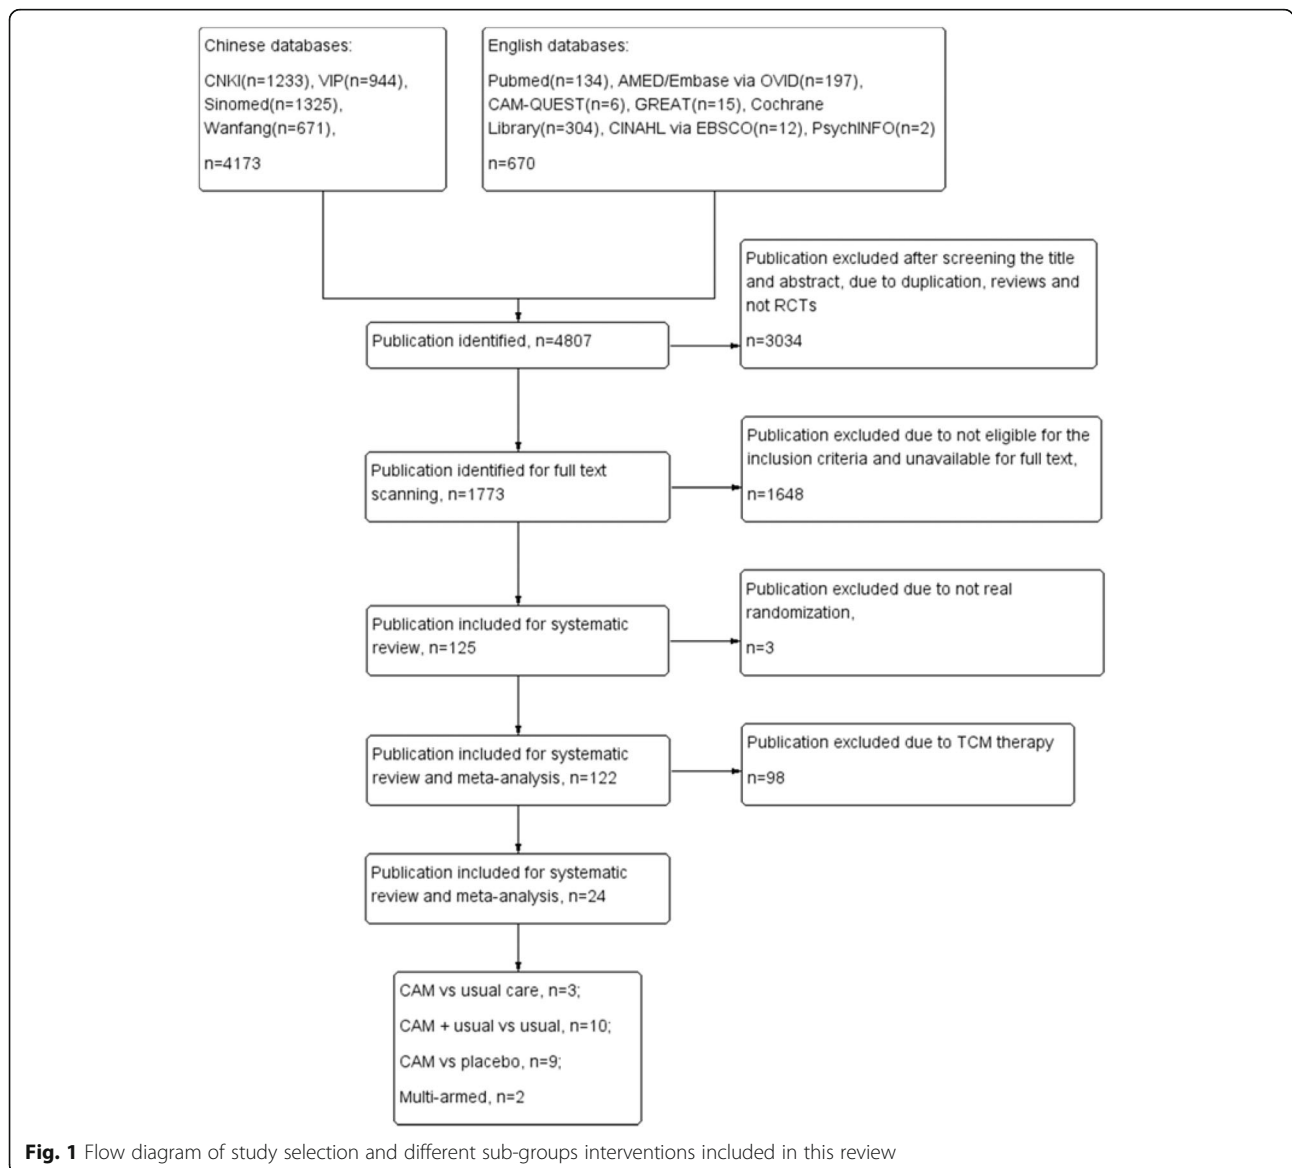 Chinese databases:
CNKI(n=1233), VIP(n=944),
Sinomed(n=1325),
Wanfang(n=671),
n=4173
English databases:
Pubmed(n=134), AMED/Embase via OVID(n=197),
CAM-QUEST(n=6), GREAT(n=15), Cochrane
Library(n=304), CINAHL via EBSCO(n=12), PsychINFO(n=2)
n=670
Publication excluded after screening the title
and abstract, due to duplication, reviews and
not RCTs
n=3034
Publication identified, n=4807
Publication excluded due to not eligible for the
inclusion criteria and unavailable for full text,
n=1648
Publication identified for full text
scanning, n=1773
Publication excluded due to not real
randomization,
n=3
Publication included for systematic
review, n=125
Publication excluded due to TCM therapy
n=98
Publication included for systematic
review and meta-analysis, n=122
Publication included for systematic
review and meta-analysis, n=24
CAM vs usual care, n=3;
CAM + usual vs usual, n=10;
CAM vs placebo, n=9;
Multi-armed, n=2
Fig. 1 Flow diagram of study selection and different sub-groups interventions included in this review